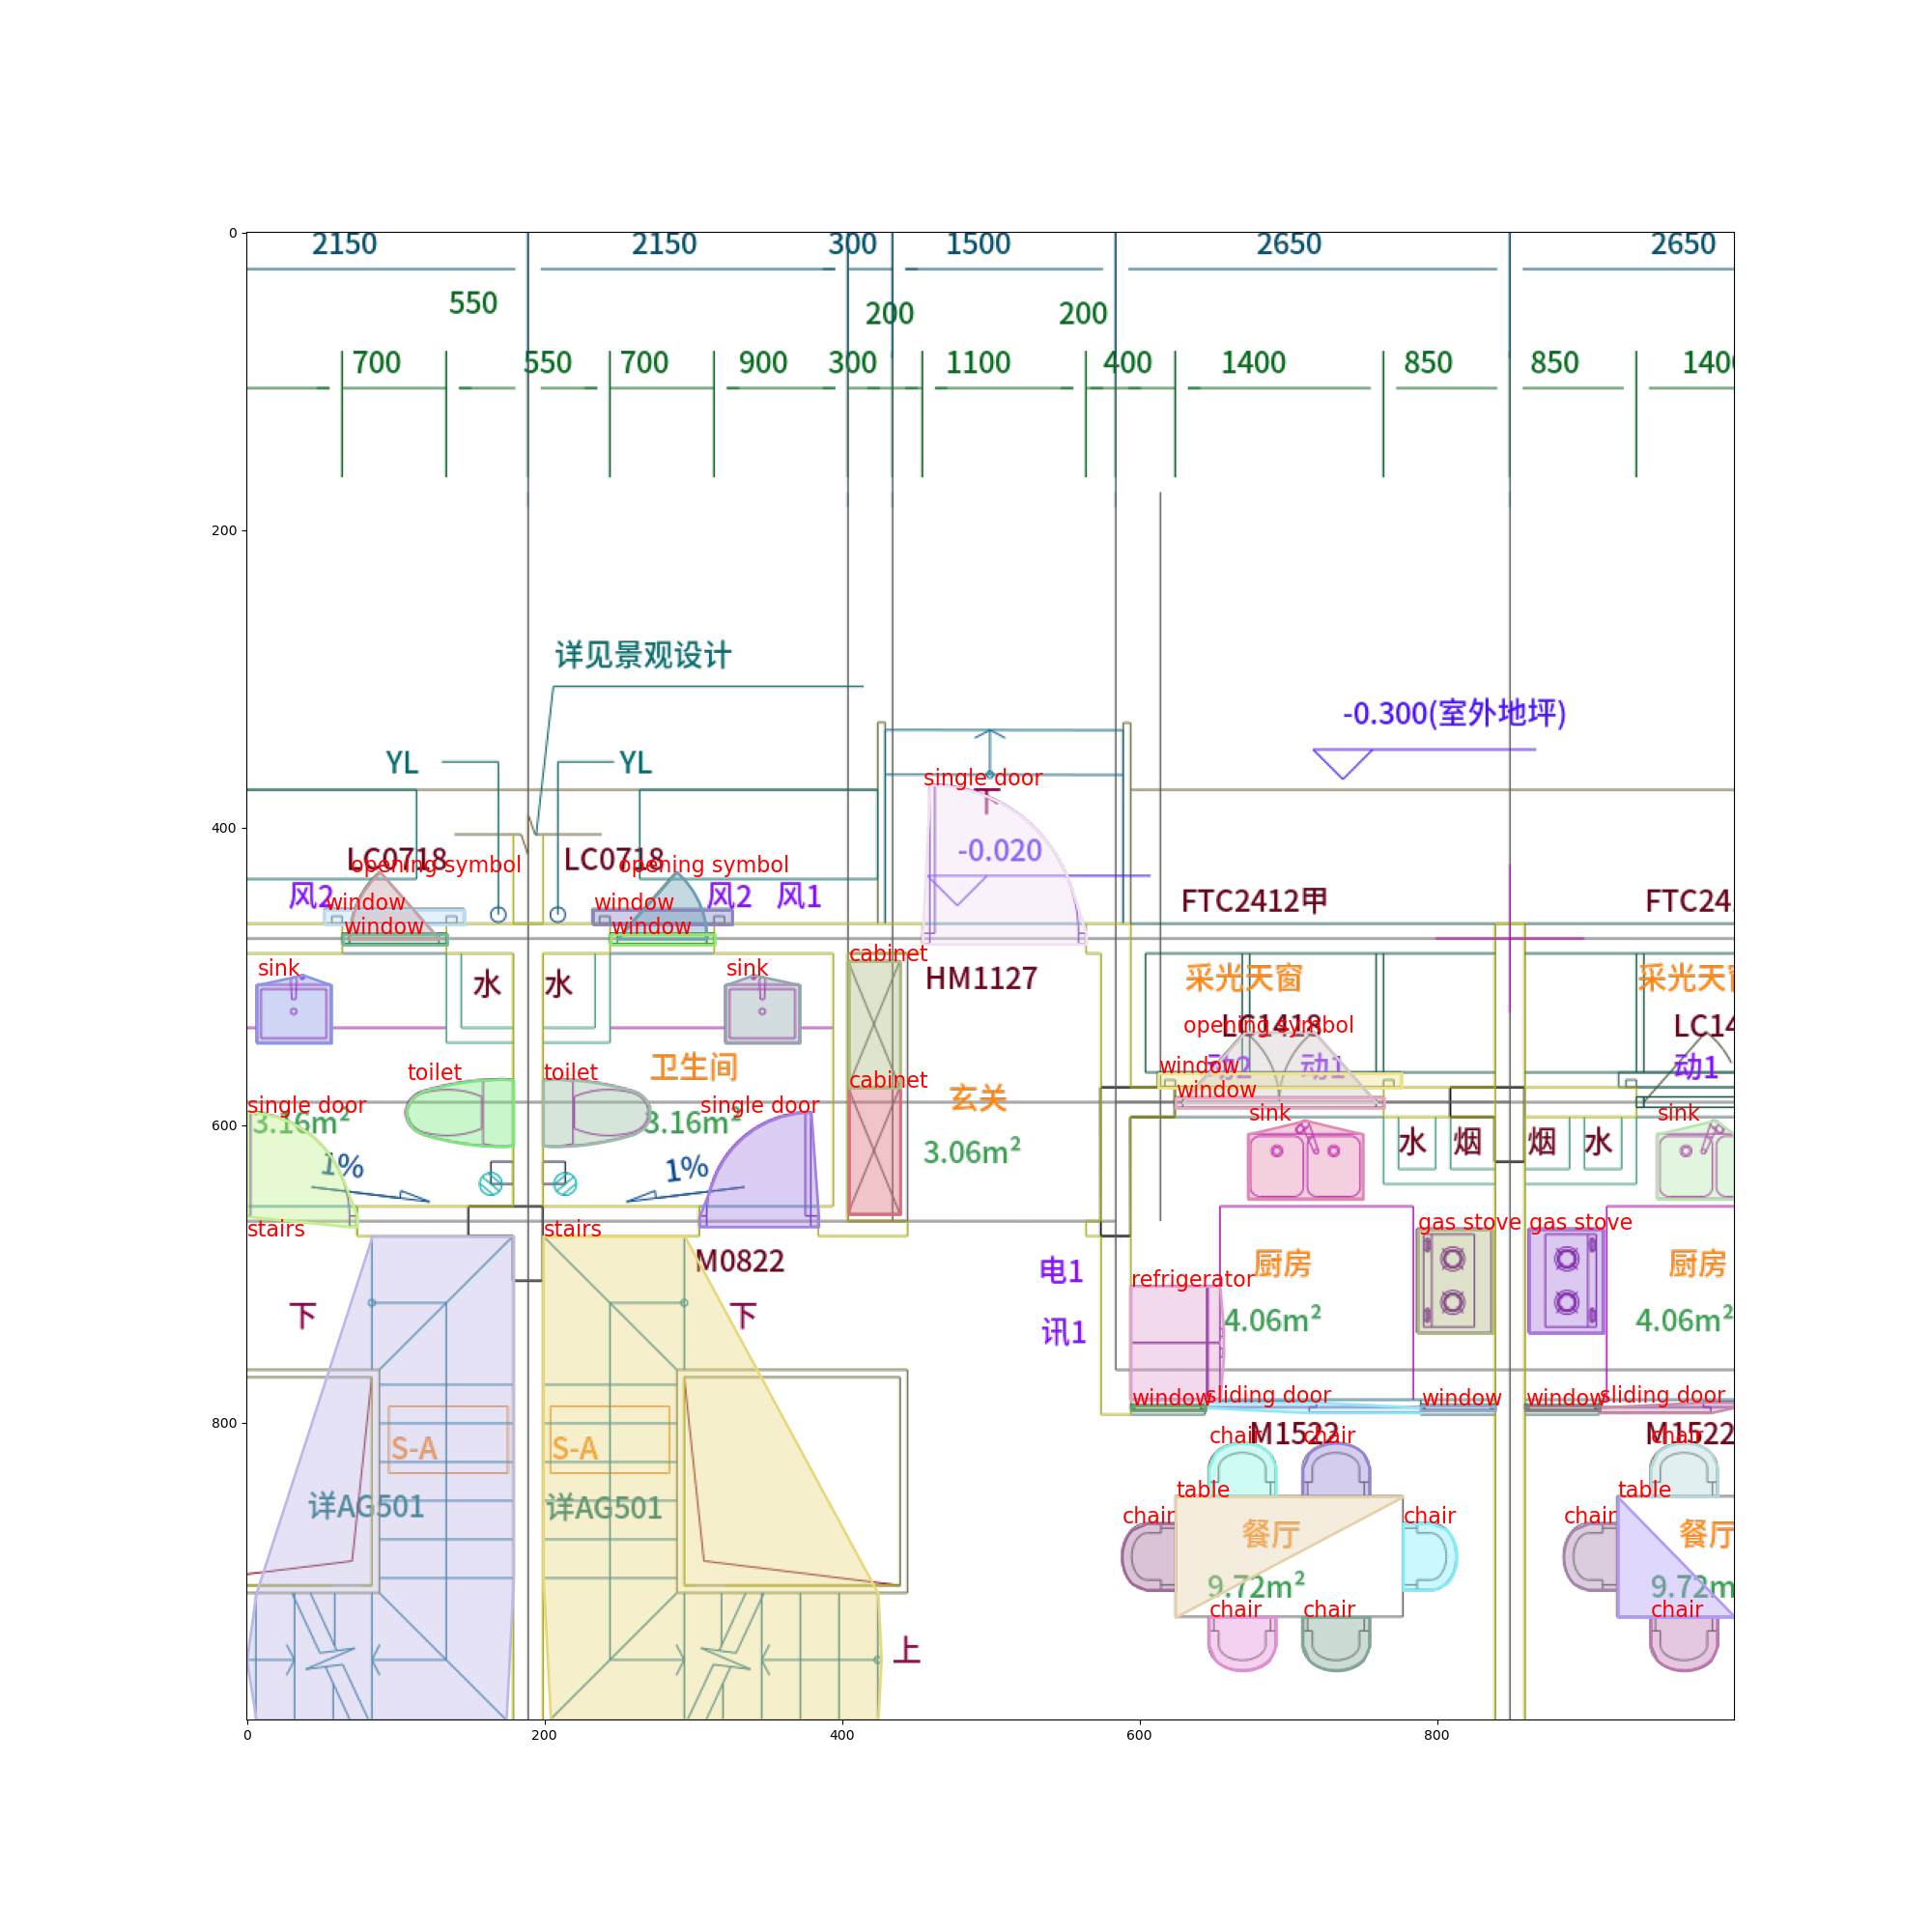 2150 2150 300 1500 2650 2650
550 200 200
700 550 700 900 300 1100 400 1400 850 850 1400
0
200
400
600
800
详见景观设计
-0.300(室外地坪)
YL YL
single door
下
-0.020
LC0718 LC0718
opening symbol opening symbol
风2 风2 风1
window window
window window
FTC2412甲 FTC24
cabinet
HM1127
sink sink
水 水
采光天窗 采光天
LC1418 LC14
opening symbol
动2 动1 动1
window
window
toilet toilet
卫生间
cabinet
玄关
single door single door
3.16m² 3.16m²
3.06m²
sink sink
水 烟 烟 水
1% 1%
stairs stairs
M0822
gas stove gas stove
电1
refrigerator
厨房 厨房
下 下
讯1
4.06m² 4.06m²
window sliding door window window sliding door
M1522 M1522
chair chair chair
S-A S-A
table table
详AG501 详AG501
chair chair chair
餐厅 餐厅
9.72m² 9.72m
chair chair chair
上
0 200 400 600 800